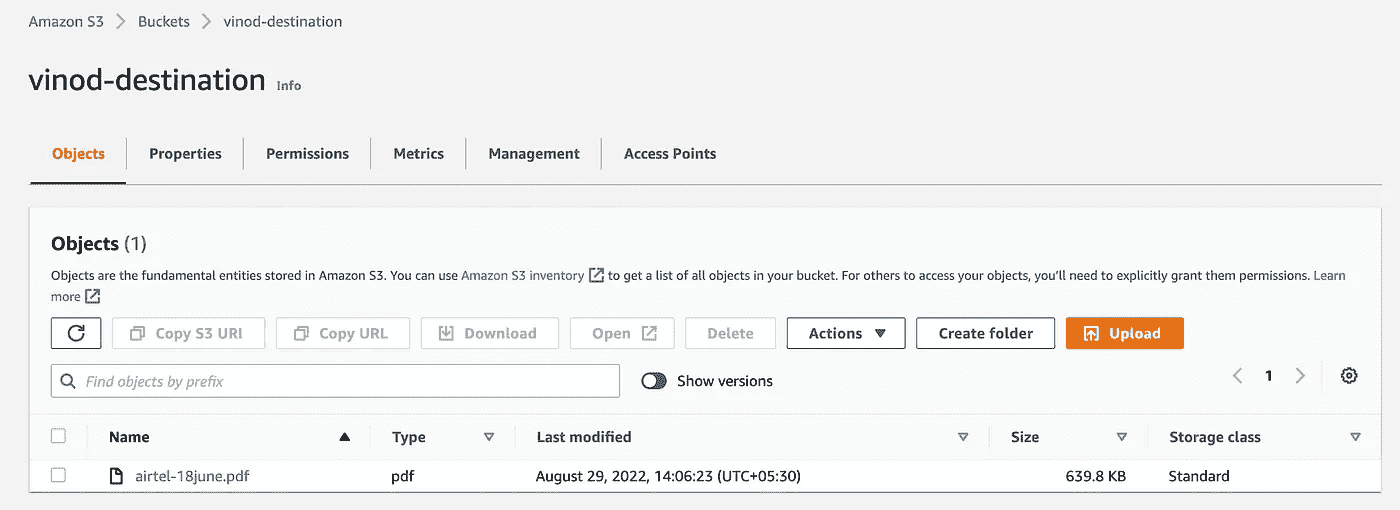 Amazon S3 > Buckets > vinod-destination
vinod-destination Info
Objects Properties Permissions Metrics Management Access Points
Objects (1)
Objects are the fundamental entities stored in Amazon S3. You can use Amazon S3 inventory to get a list of all objects in your bucket. For others to access your objects, you'll need to explicitly grant them permissions. Learn
more
Copy S3 URI Copy URL Download Open Delete Actions Create folder Upload
Find objects by prefix Show versions 1
Name Type Last modified Size Storage class
airtel-18june.pdf pdf August 29, 2022, 14:06:23 (UTC+05:30) 639.8 KB Standard